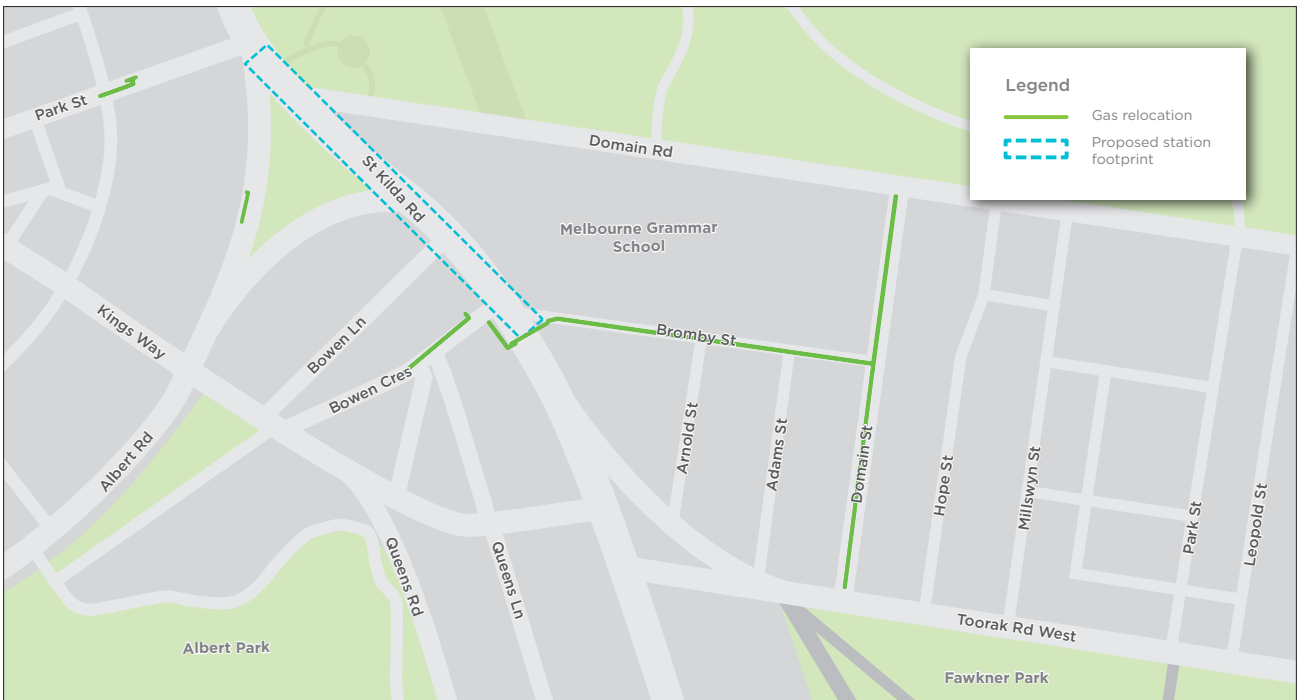 Legend
Gas relocation
Proposed station
footprint
Park St
Domain Rd
St Kilda Rd
Melbourne Grammar
School
Kings Way
Bowen Ln
Bromby St
Bowen Cres
Albert Rd
Arnold St
Adams St
Domain St
Hope St
Millswyn St
Park St
Leopold St
Queens Rd
Queens Ln
Toorak Rd West
Albert Park
Fawkner Park